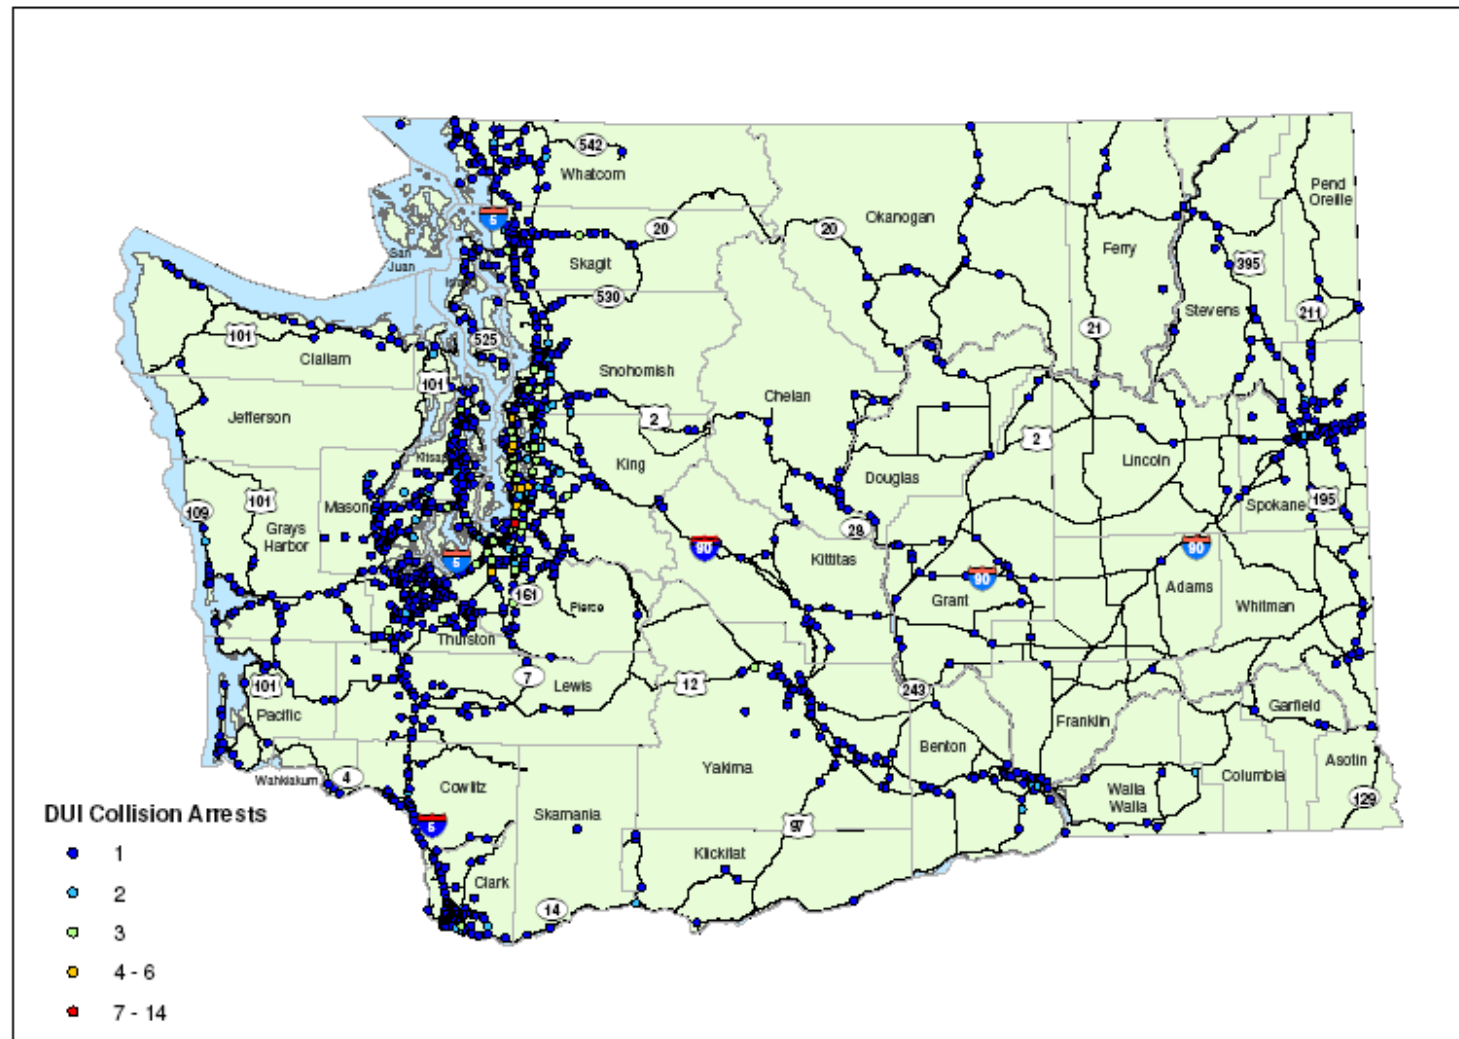 542
Whatcom
Pend
Oreille
5
20
20
Okanogan
Ferry
San
Juan
Skagit
395
530
Stevens
211
101
525
21
Clallam
Snohomish
101
Chelan
Jefferson
2
2
King
Lincoln
Douglas
101
Mason
Spokane
195
109
Grays
Harbor
28
90
Kittitas
90
5
90
Grant
Adams
161
Pierce
Whitman
Thurston
7
Lewis
12
243
101
Pacific
Garfield
Franklin
Benton
Yakima
Asotin
Wahkiakum
4
Cowlitz
Columbia
Walla
Walla
129
DUI Collision Arrests
Skamania
97
5
1
Klickitat
Clark
2
14
3
4 - 6
7 - 14